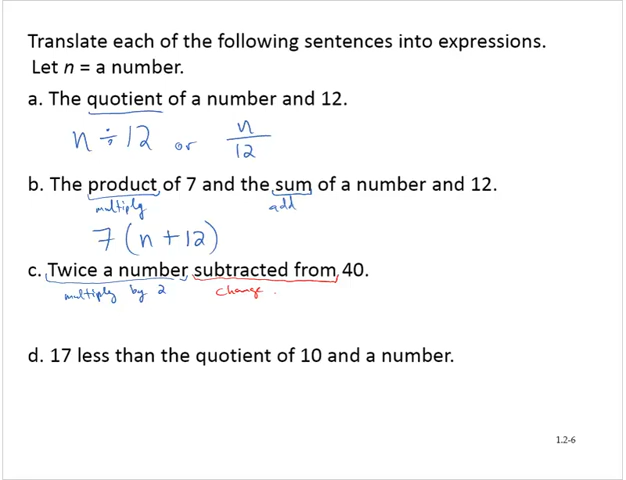 Translate each of the following sentences into expressions.
Let n = a number.
a. The quotient of a number and 12.
n ÷ 12 or n/12
b. The product of 7 and the sum of a number and 12.
multiply add
7 (n + 12)
c. Twice a number subtracted from 40.
multiply by 2 change
d. 17 less than the quotient of 10 and a number.
1.2-6